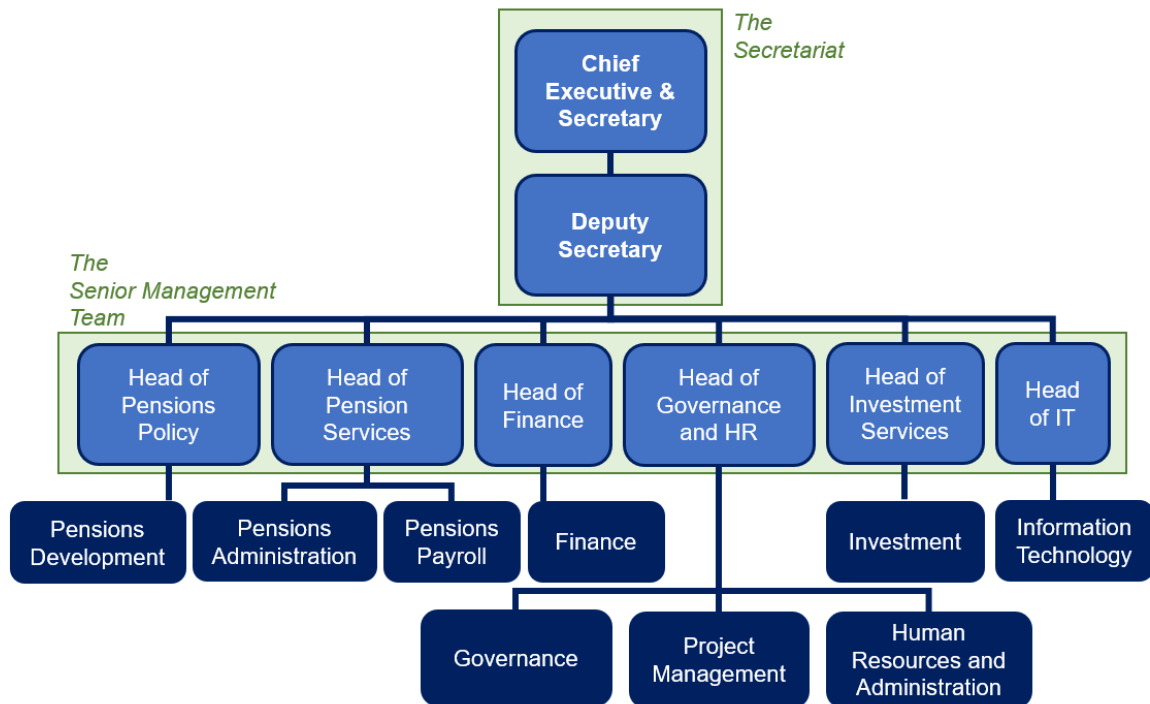 The
Secretariat
Chief
Executive &
Secretary
Deputy
Secretary
The
Senior Management
Team
Head of
Pensions
Policy
Head of
Pension
Services
Head of
Finance
Head of
Governance
and HR
Head of
Investment
Services
Head
of IT
Pensions
Development
Pensions
Administration
Pensions
Payroll
Finance
Investment
Information
Technology
Governance
Project
Management
Human
Resources and
Administration